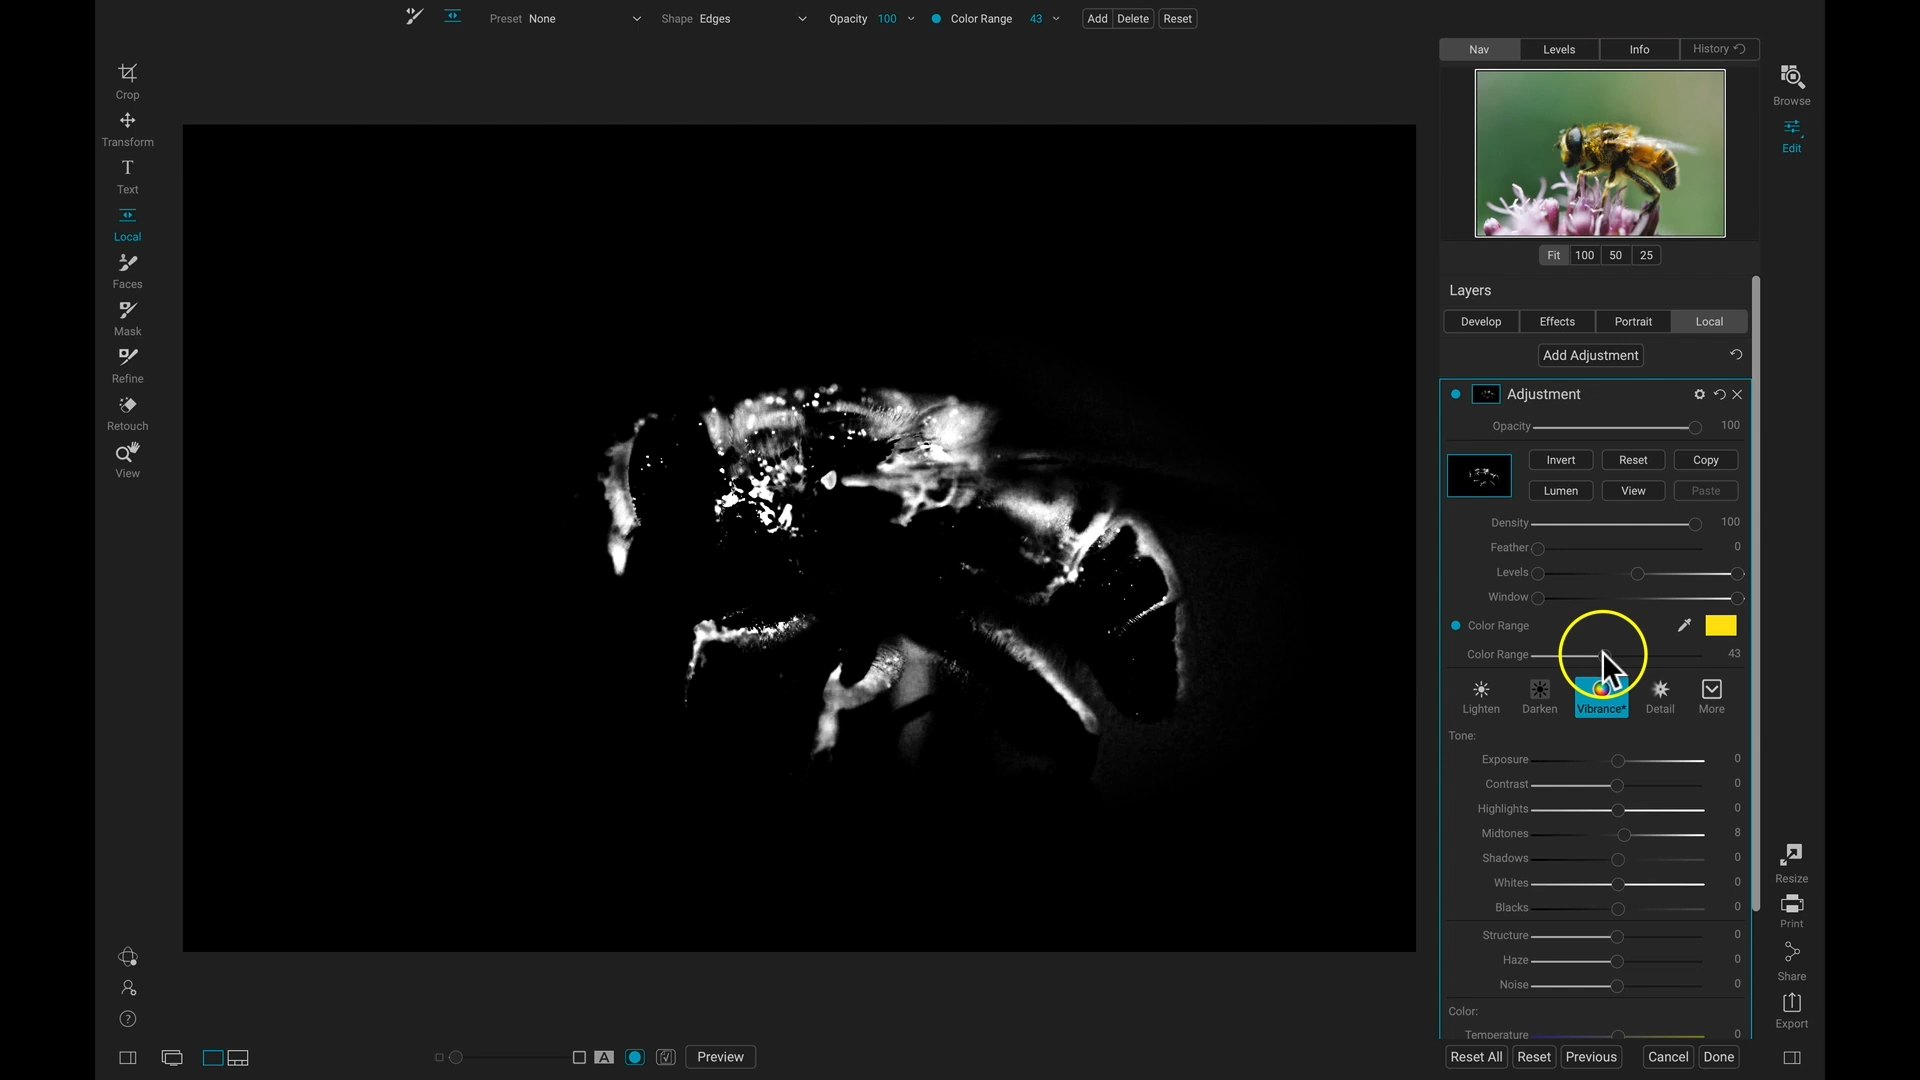 Preset None Shape Edges Opacity 100 Color Range 43 Add Delete Reset
Nav Levels Info History
Crop
Transform
T
Text
Local
Faces
Mask
Refine
Retouch
View
Browse
Edit
Fit 100 50 25
Layers
Develop Effects Portrait Local
Add Adjustment
Adjustment
Opacity 100
Invert Reset Copy
Lumen View Paste
Density 100
Feather 0
Levels
Window
Color Range
Color Range 43
Lighten Darken Vibrance* Detail More
Tone:
Exposure 0
Contrast 0
Highlights 0
Midtones 8
Shadows 0
Whites 0
Blacks 0
Structure 0
Haze 0
Noise 0
Color:
Temperature 0
Resize
Print
Share
Export
?
A Preview
Reset All Reset Previous Cancel Done